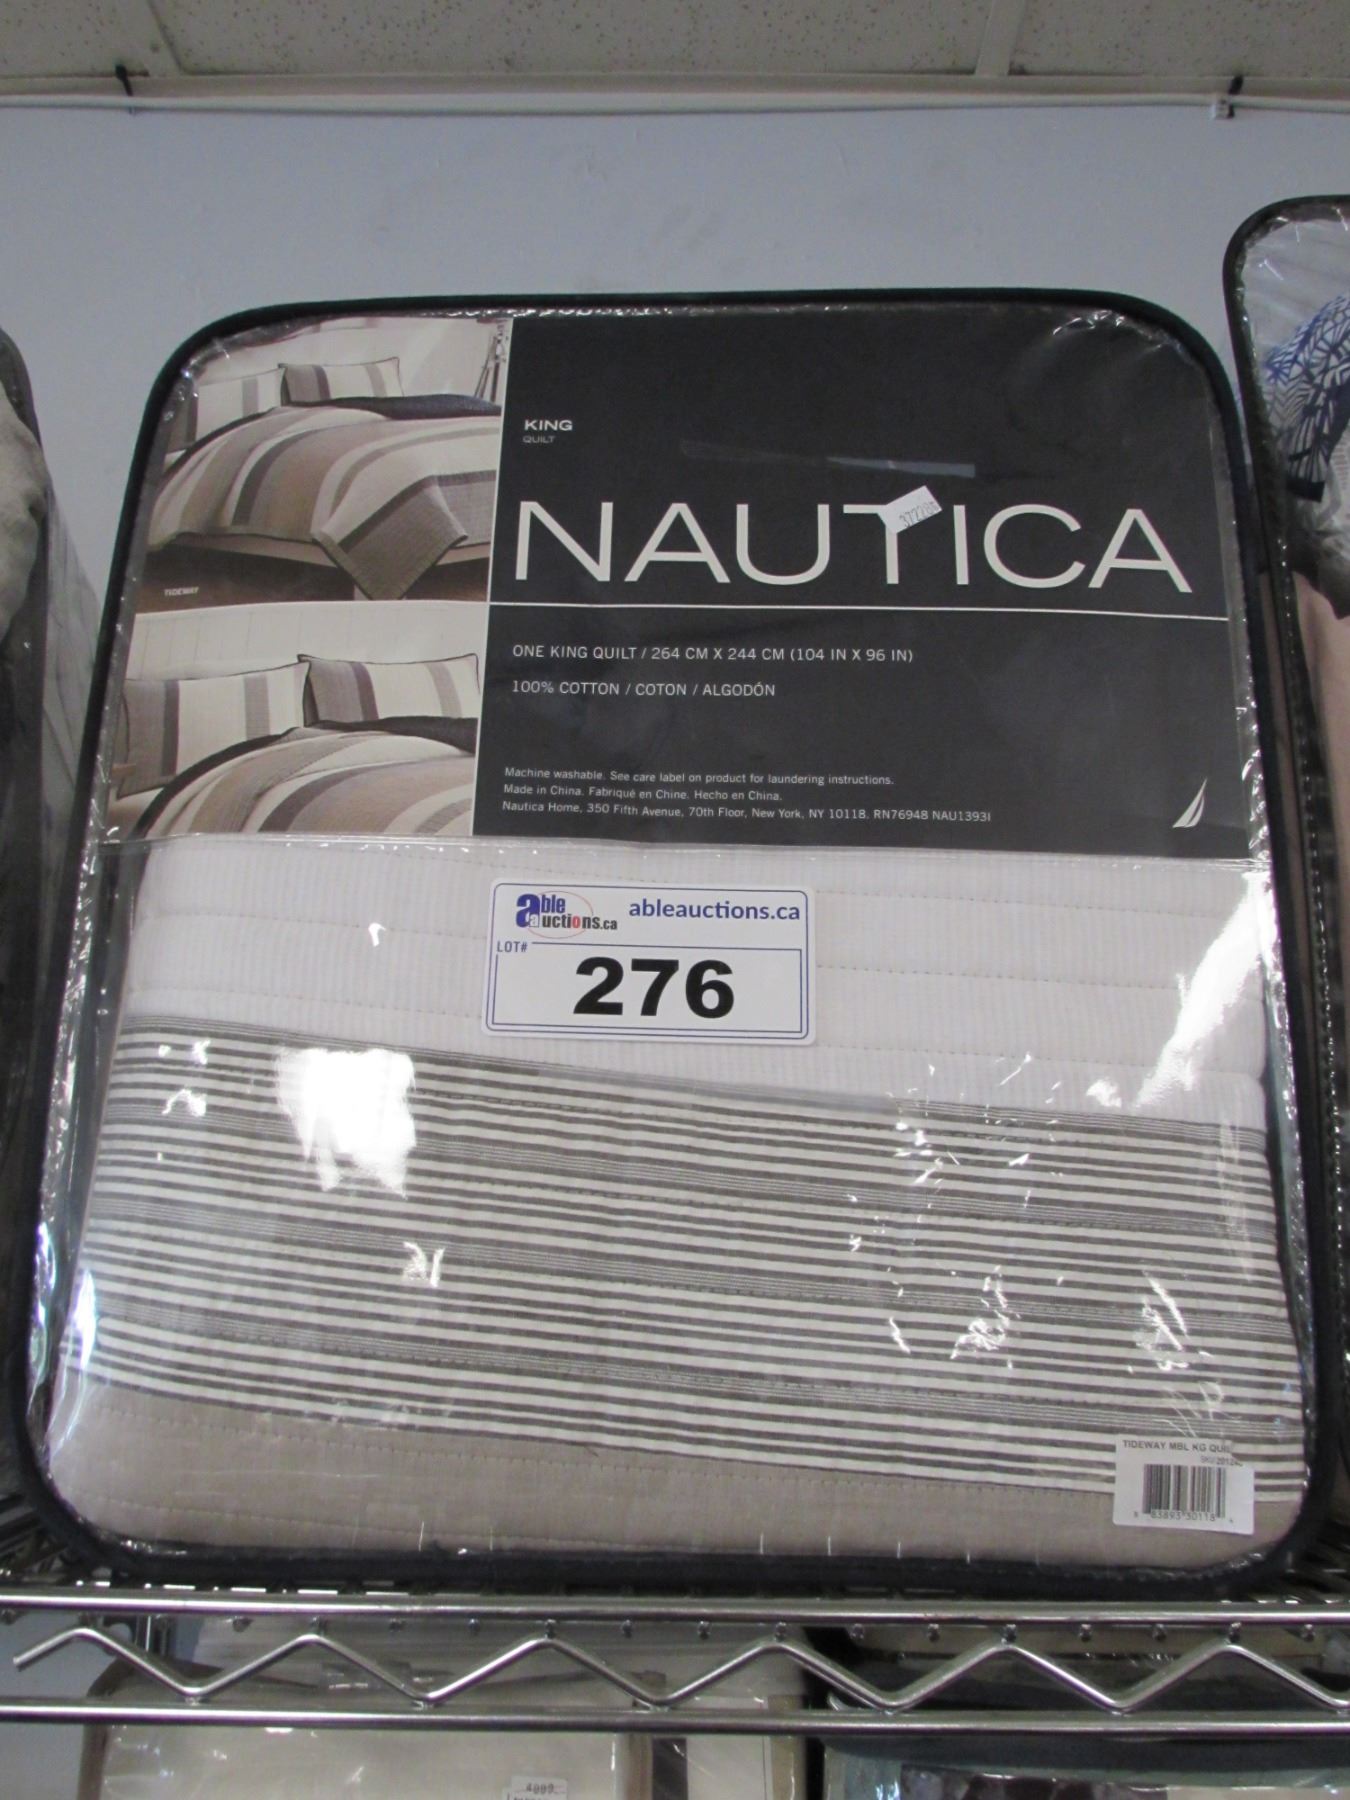 KING
QUILT
NAUTICA
TIDEWAY
ONE KING QUILT / 264 CM X 244 CM (104 IN X 96 IN)
100% COTTON / COTON / ALGODÓN
Machine washable. See care label on product for laundering instructions.
Made in China. Fabriqué en Chine. Hecho en China.
Nautica Home, 350 Fifth Avenue, 70th Floor, New York, NY 10118. RN76948 NAU1393I
able auctions.ca
ableauctions.ca
LOT#
276
TIDEWAY MBL KG
83893 30118